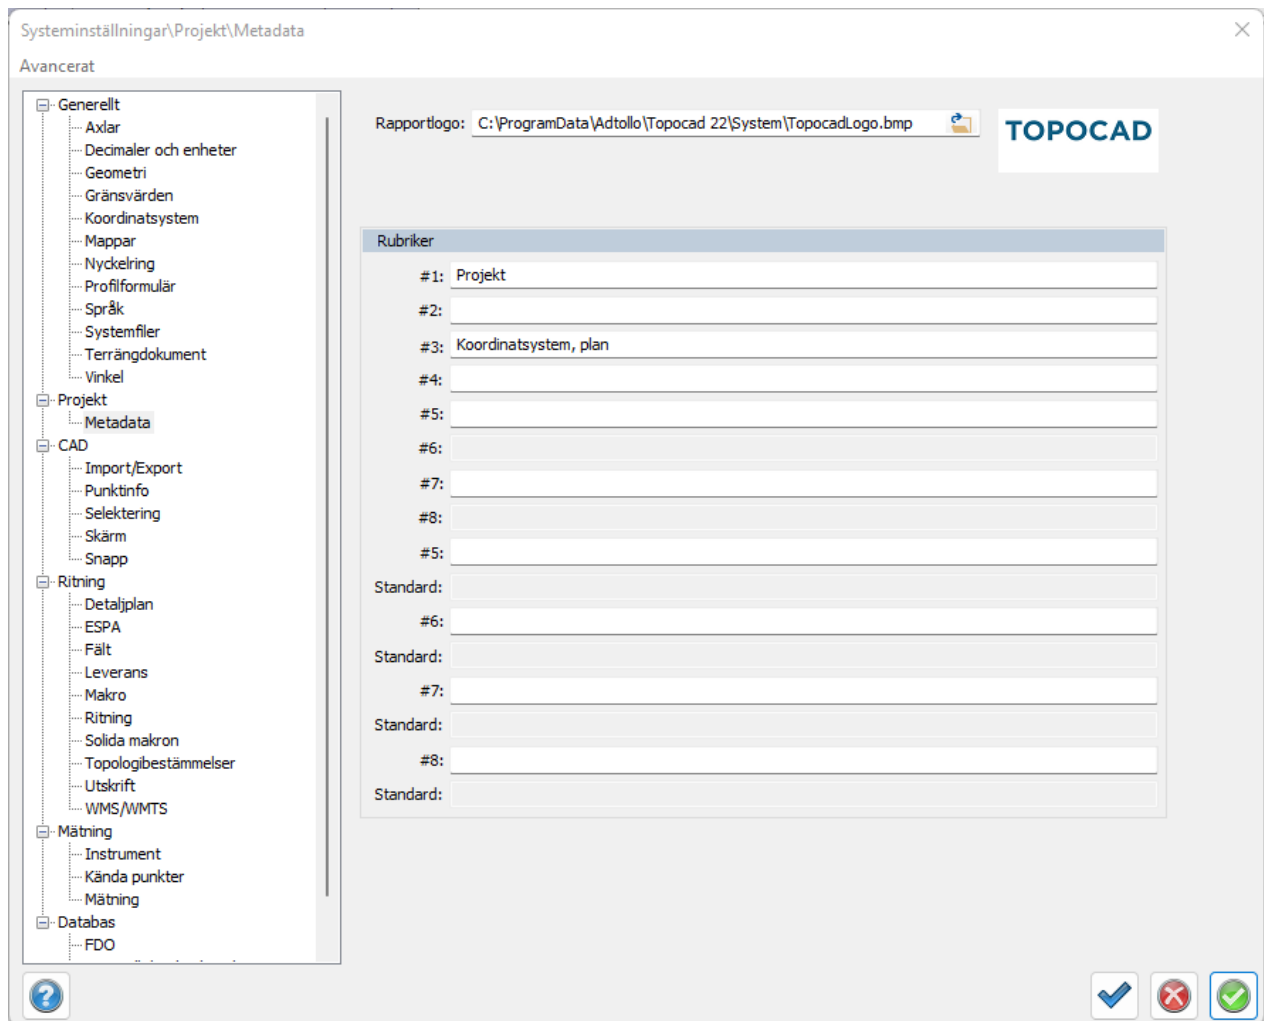 Systeminställningar\Projekt\Metadata
Avancerat
Generellt
Axlar
Decimaler och enheter
Geometri
Gränsvärden
Koordinatsystem
Mappar
Nyckelring
Profilformulär
Språk
Systemfiler
Terrängdokument
Vinkel
Projekt
Metadata
CAD
Import/Export
Punktinfo
Selektering
Skärm
Snapp
Ritning
Detaljplan
ESPA
Fält
Leverans
Makro
Ritning
Solida makron
Topologibestämmelser
Utskrift
WMS/WMTS
Mätning
Instrument
Kända punkter
Mätning
Databas
FDO
Rapportlogo: C:\ProgramData\Adtollo\Topocad 22\System\TopocadLogo.bmp
TOPOCAD
Rubriker
#1: Projekt
#2:
#3: Koordinatsystem, plan
#4:
#5:
#6:
#7:
#8:
#5:
Standard:
#6:
Standard:
#7:
Standard:
#8:
Standard: